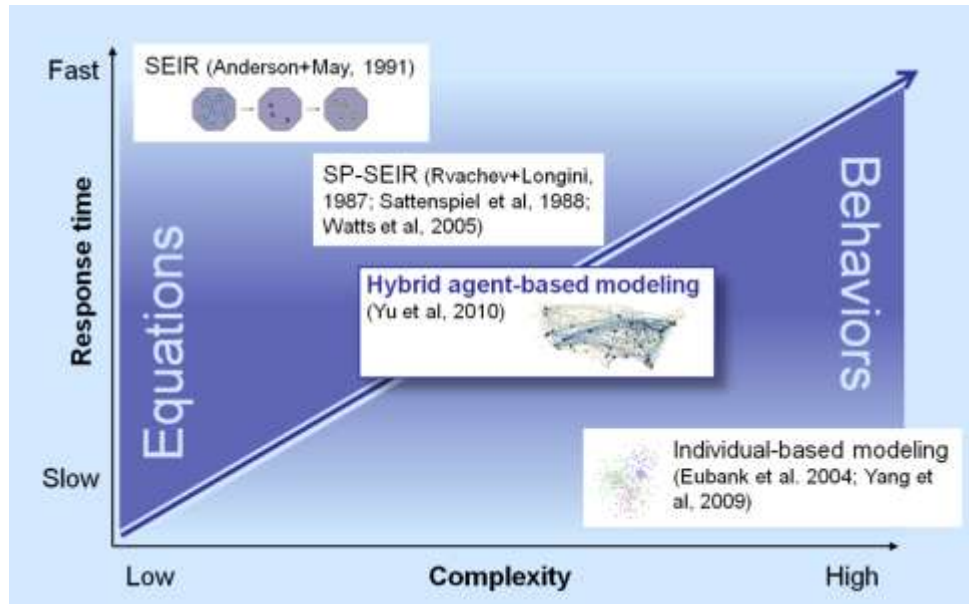 Fast
SEIR (Anderson+May, 1991)
SP-SEIR (Rvachev+Longini,
1987; Sattenspiel et al, 1988;
Watts et al, 2005)
Hybrid agent-based modeling
(Yu et al, 2010)
Individual-based modeling
(Eubank et al. 2004; Yang et
al, 2009)
Equations
Behaviors
Response time
Slow
Low
Complexity
High